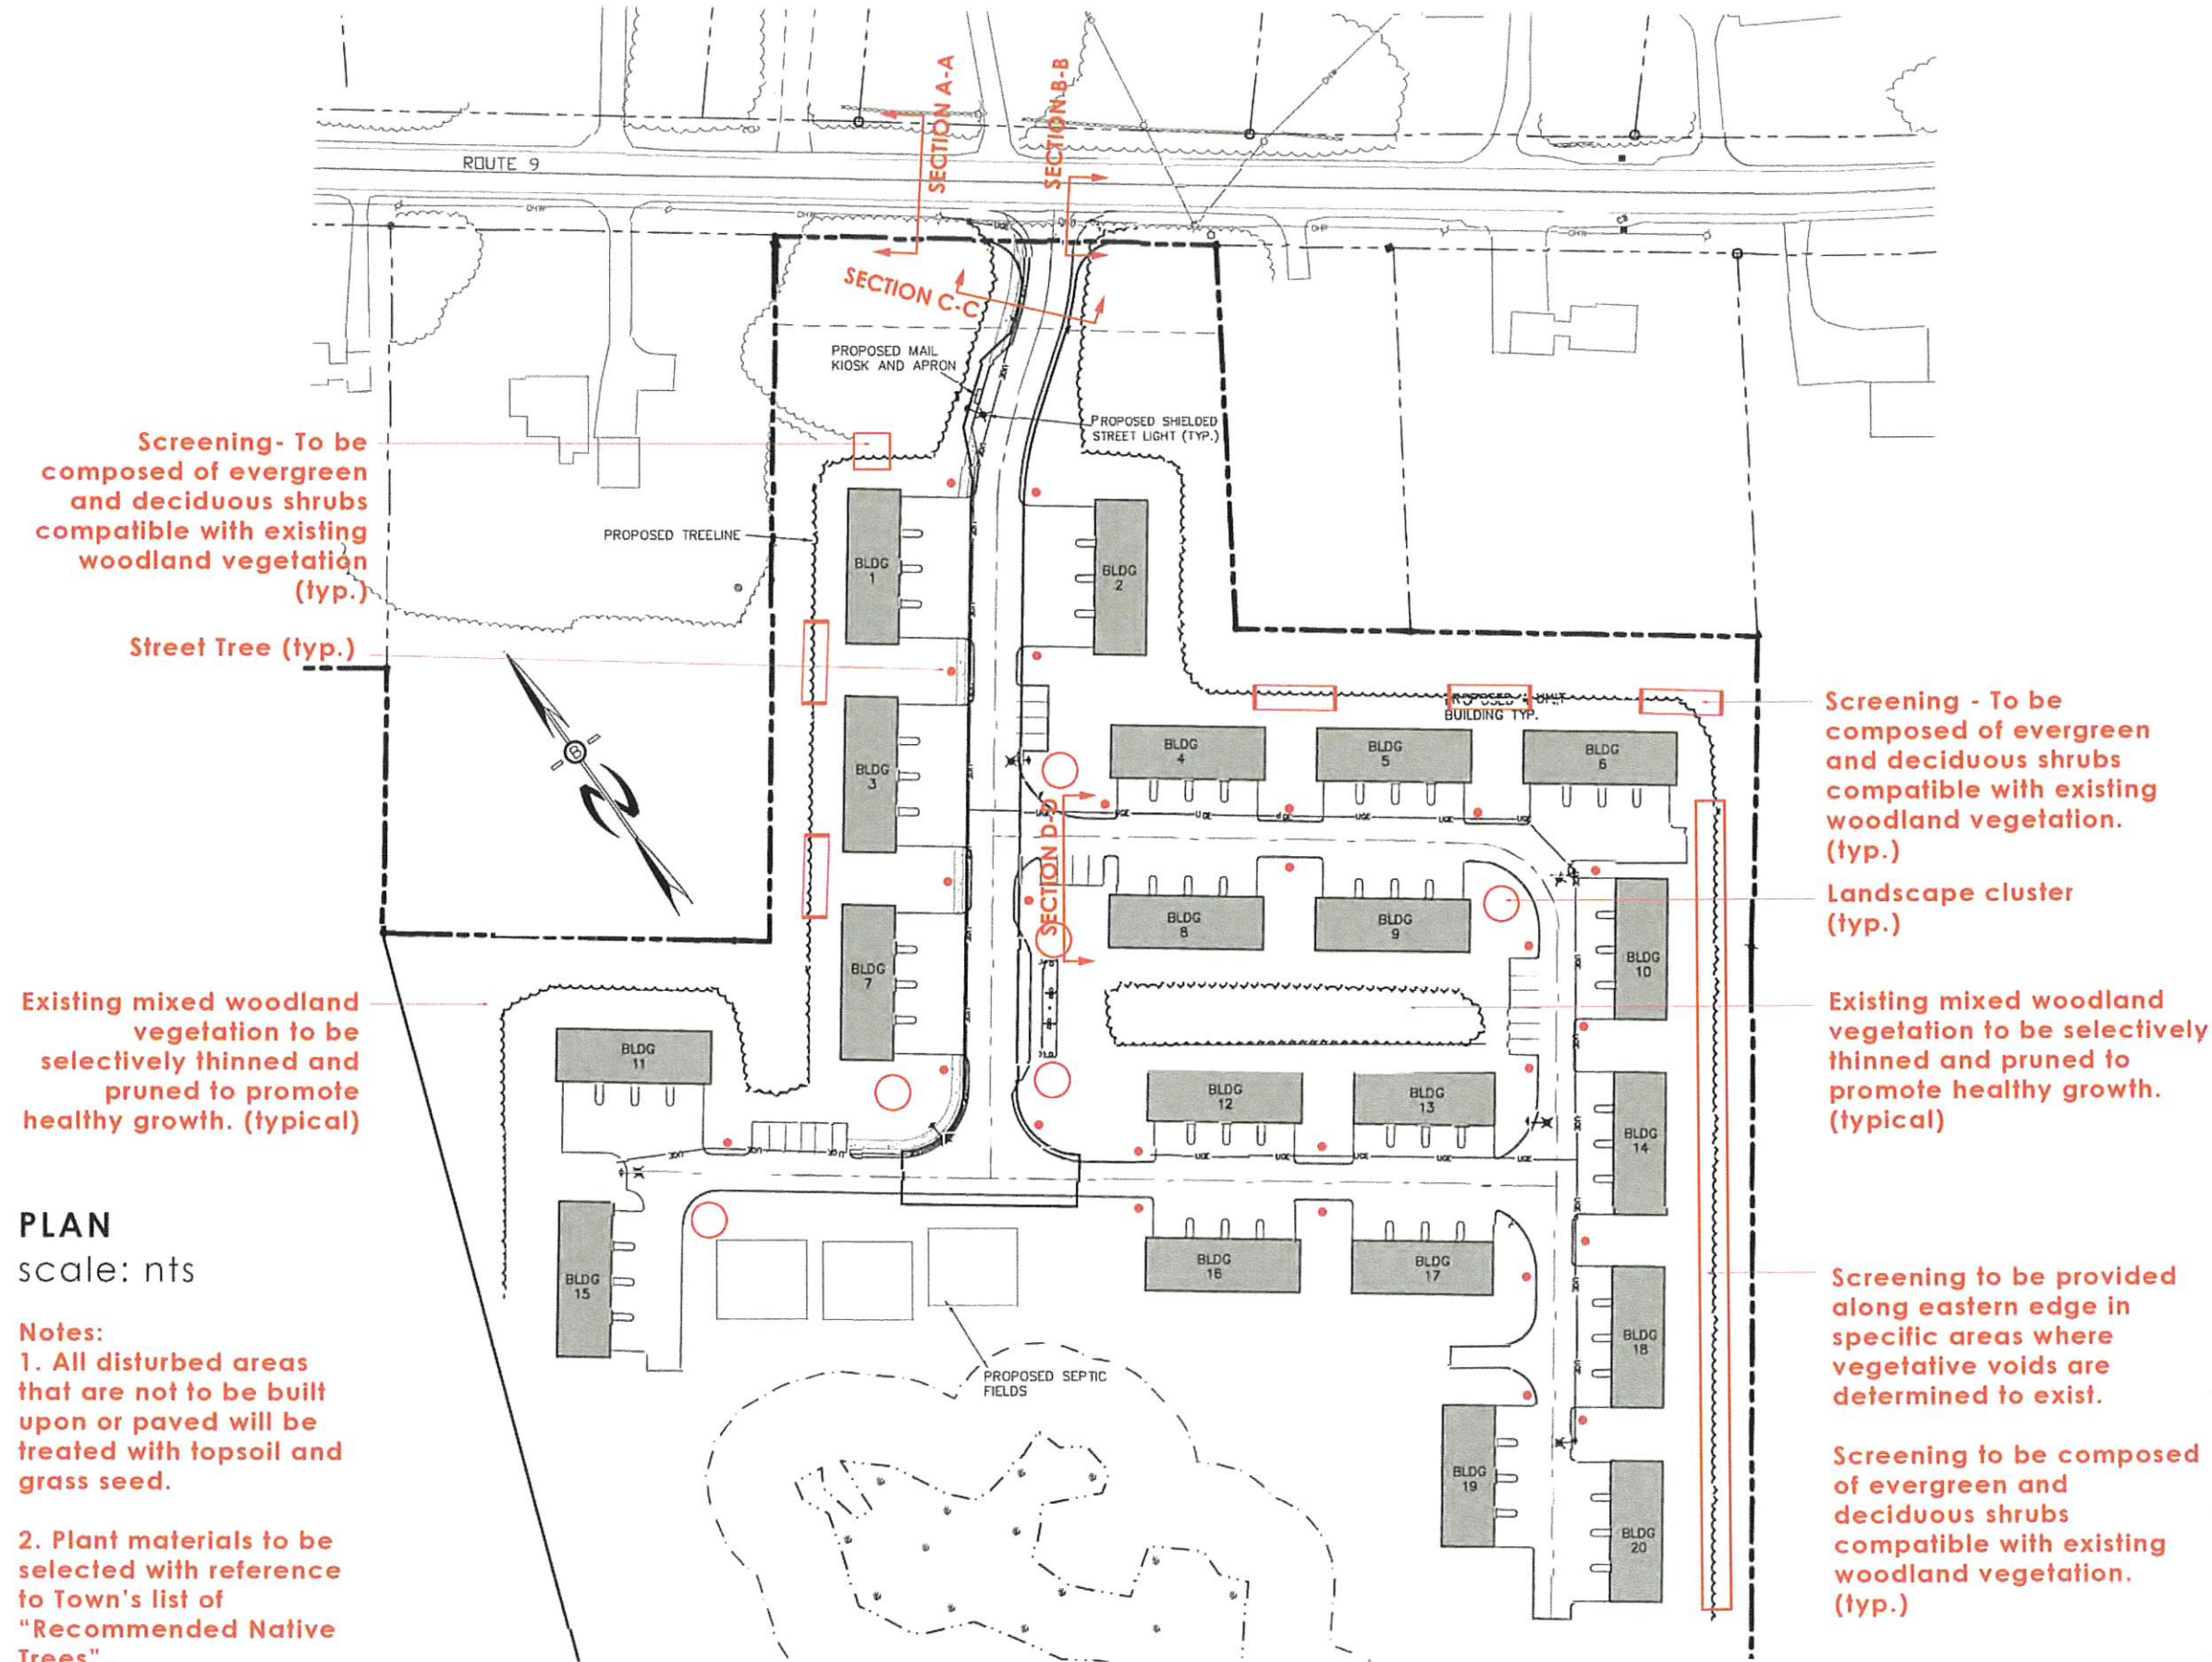 SECTION A-A
SECTION B-B
ROUTE 9
SECTION C-C
PROPOSED MAIL
KIOSK AND APRON
PROPOSED SHIELDED
STREET LIGHT (TYP.)
Screening- To be
composed of evergreen
and deciduous shrubs
compatible with existing
woodland vegetation
(typ.)
PROPOSED TREELINE
Street Tree (typ.)
BLDG
1
BLDG
2
BLDG
3
BUILDING TYP.
BLDG
4
BLDG
5
BLDG
6
Screening - To be
composed of evergreen
and deciduous shrubs
compatible with existing
woodland vegetation.
(typ.)
Landscape cluster
(typ.)
BLDG
7
BLDG
8
BLDG
9
BLDG
10
Existing mixed woodland
vegetation to be
selectively thinned and
pruned to promote
healthy growth. (typical)
Existing mixed woodland
vegetation to be selectively
thinned and pruned to
promote healthy growth.
(typical)
BLDG
11
BLDG
12
BLDG
13
BLDG
14
BLDG
15
BLDG
16
BLDG
17
BLDG
18
BLDG
19
BLDG
20
PROPOSED SEPTIC
FIELDS
Screening to be provided
along eastern edge in
specific areas where
vegetative voids are
determined to exist.
Screening to be composed
of evergreen and
deciduous shrubs
compatible with existing
woodland vegetation.
(typ.)
PLAN
scale: nts
Notes:
1. All disturbed areas
that are not to be built
upon or paved will be
treated with topsoil and
grass seed.
2. Plant materials to be
selected with reference
to Town's list of
"Recommended Native
Trees"